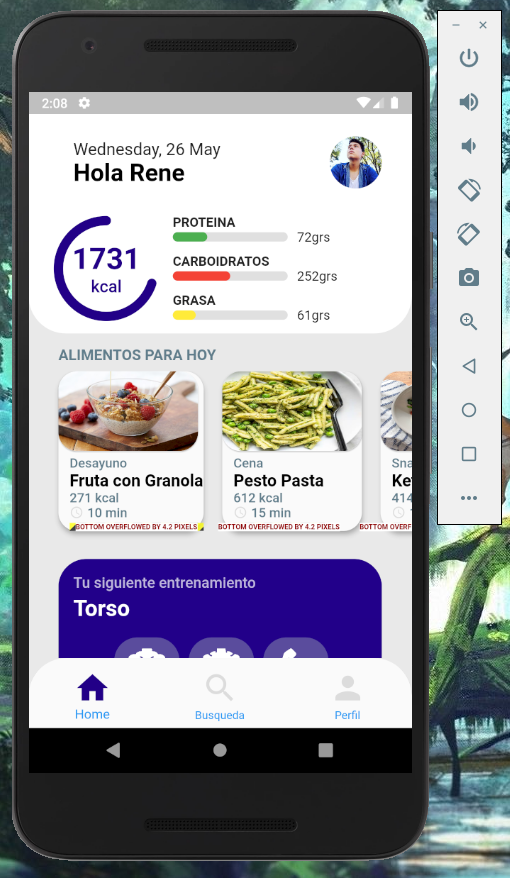 2:08
Wednesday, 26 May
Hola Rene
1731
kcal
PROTEINA
72grs
CARBOIDRATOS
252grs
GRASA
61grs
ALIMENTOS PARA HOY
Desayuno
Fruta con Granola
271 kcal
10 min
BOTTOM OVERFLOWED BY 4.2 PIXELS
Cena
Pesto Pasta
612 kcal
15 min
BOTTOM OVERFLOWED BY 4.2 PIXELS
Sna
Ke
414
BOTTOM OVERF
Tu siguiente entrenamiento
Torso
Home
Busqueda
Perfil